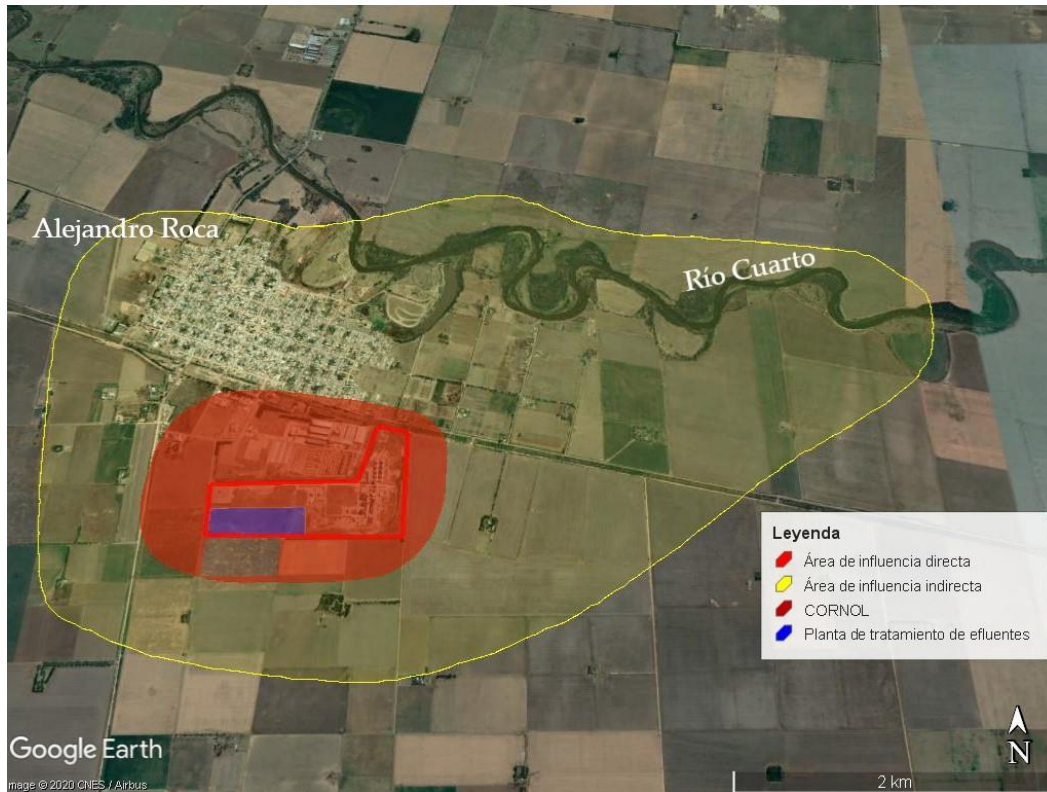 Alejandro Roca
Río Cuarto
Leyenda
Área de influencia directa
Área de influencia indirecta
CORNOL
Planta de tratamiento de efluentes
N
Google Earth
mage © 2020 CNES / Airbus
2 km